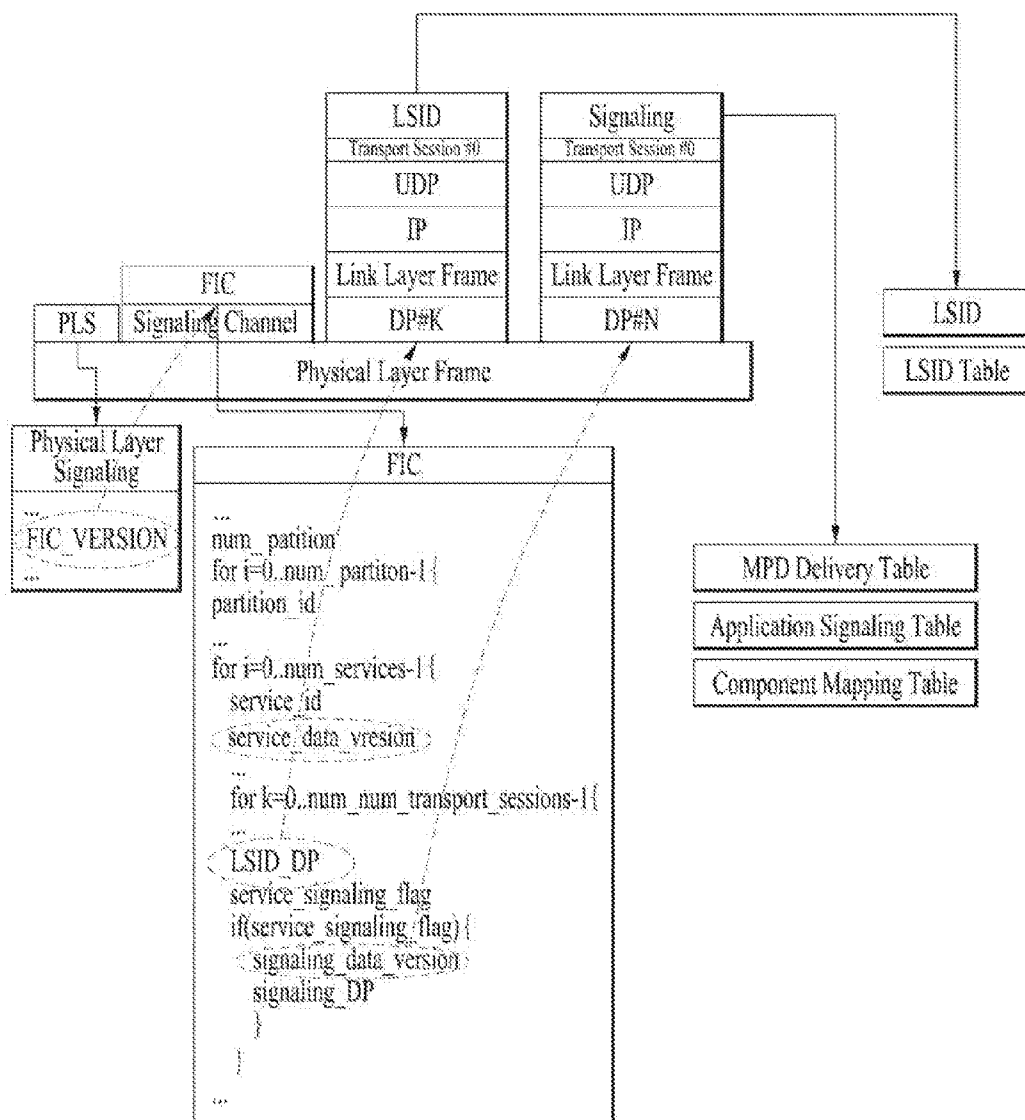 LSID
Transport Session #0
UDP
IP
Link Layer Frame
DP#K
Signaling
Transport Session #0
UDP
IP
Link Layer Frame
DP#N
FIC
Signaling Channel
PLS
Physical Layer Frame
LSID
LSID Table
Physical Layer
Signaling
...
FIC_VERSION
...
FIC
...
num_patition
for i=0..num_partiton-1{
partition_id
...
for i=0..num_services-1{
service_id
service_data_vresion
...
for k=0..num_num_transport_sessions-1{
...
LSID_DP
service_signaling_flag
if(service_signaling_flag){
signaling_data_version
signaling_DP
}
}
...
MPD Delivery Table
Application Signaling Table
Component Mapping Table